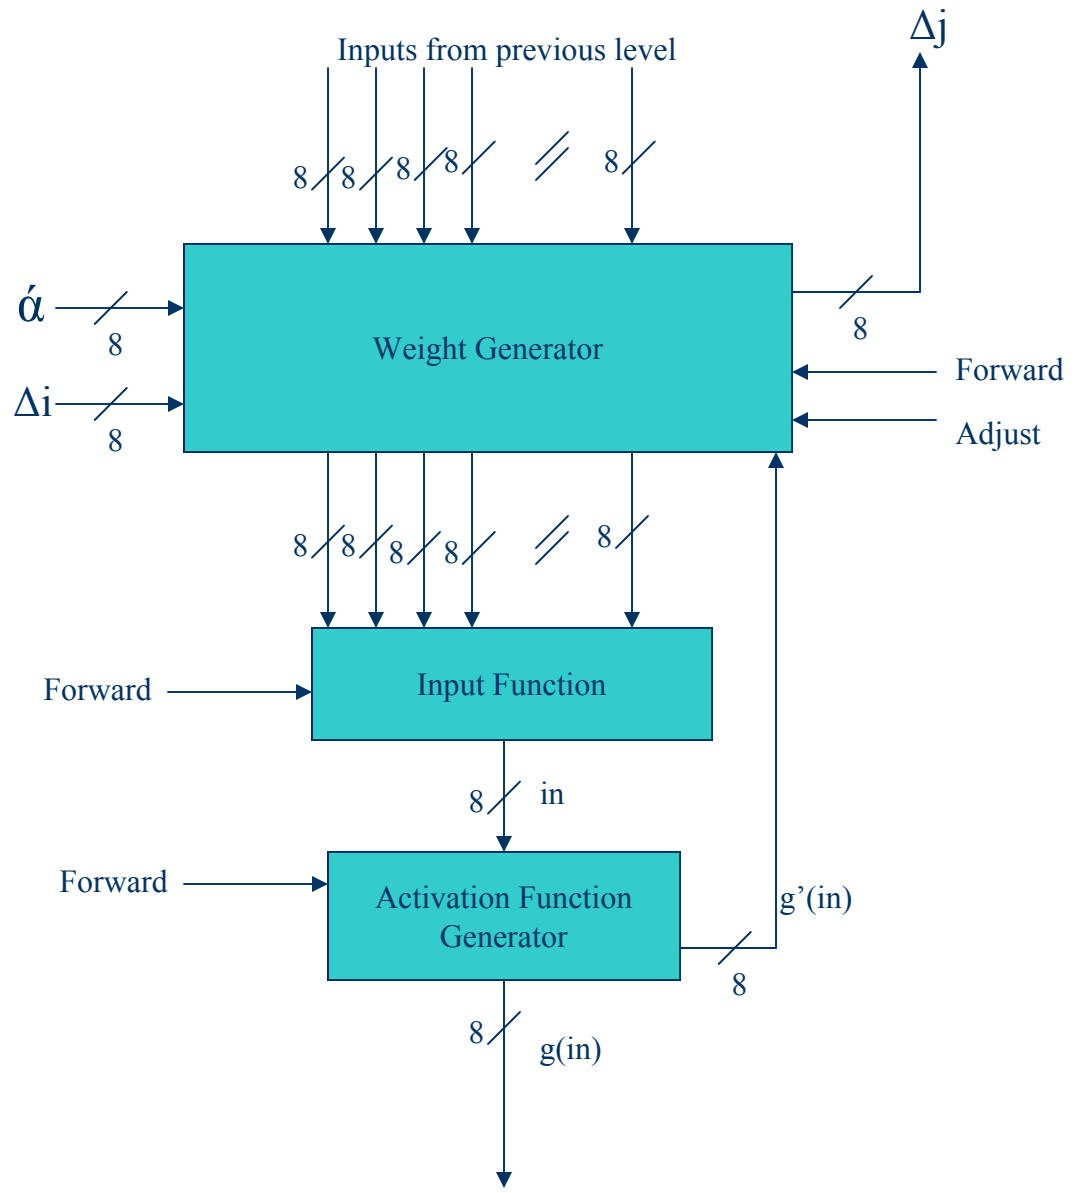 Δj
Inputs from previous level
8
8
8
8
8
ά
8
Δi
8
Weight Generator
8
Forward
Adjust
8
8
8
8
8
Forward
Input Function
8
in
Forward
Activation Function
Generator
g’(in)
8
8
g(in)